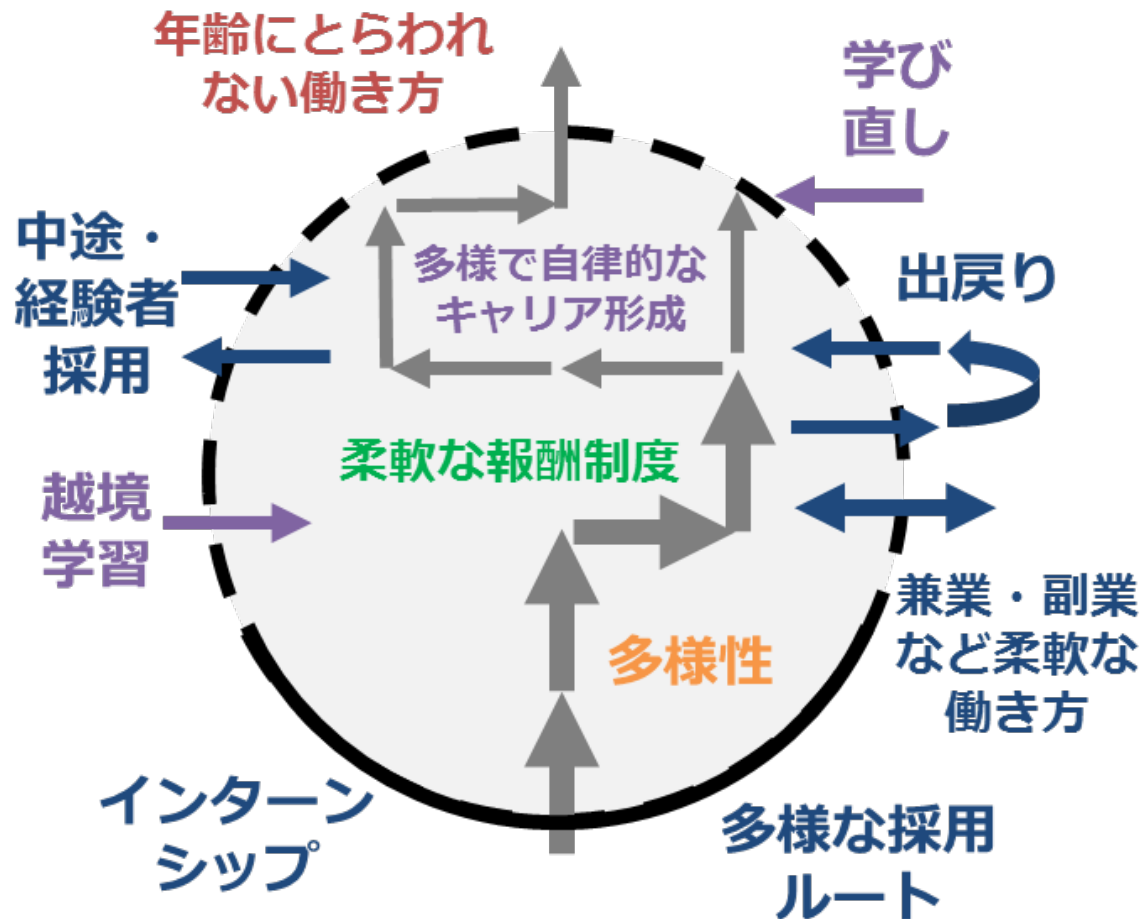 年齢にとらわれ
ない働き方
学び
直し
中途・
経験者
採用
多様で自律的な
キャリア形成
出戻り
柔軟な報酬制度
越境
学習
兼業・副業
など柔軟な
働き方
多様性
インターン
シップ
多様な採用
ルート